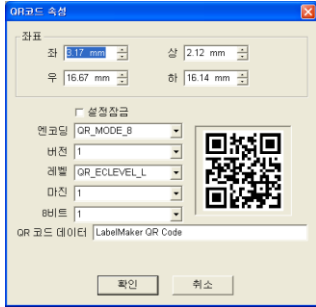 QR코드 속성
좌표
좌 3.17 mm 상 2.12 mm
우 16.67 mm 하 16.14 mm
설정잠금
엔코딩 QR_MODE_8
버전 1
레벨 QR_ECLEVEL_L
마진 1
8비트 1
QR 코드 데이터 LabelMaker QR Code
확인 취소